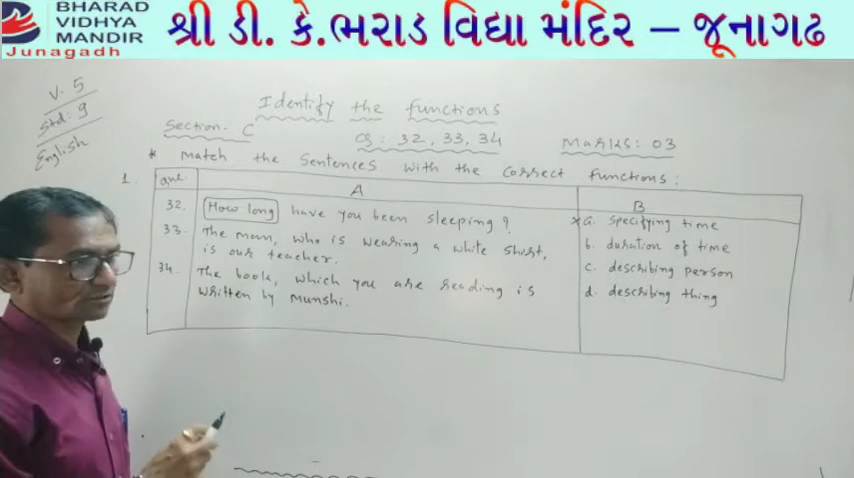 BHARAD
VIDHYA
MANDIR
Junagadh
શ્રી ડી. કે.ભરાડ વિદ્યા મંદિર – જૂનાગઢ
V. 5
Std: 9
English
Identify the functions
Section - C
Q : 32, 33, 34
Marks: 03
* Match the Sentences with the Correct functions:
1.
que.
A
B
32. How long have you been sleeping?
33. The man, who is wearing a white shirt,
is our teacher.
34. The book, which you are reading is
written by Munshi.
×a. specifying time
b. duration of time
c. describing person
d. describing thing